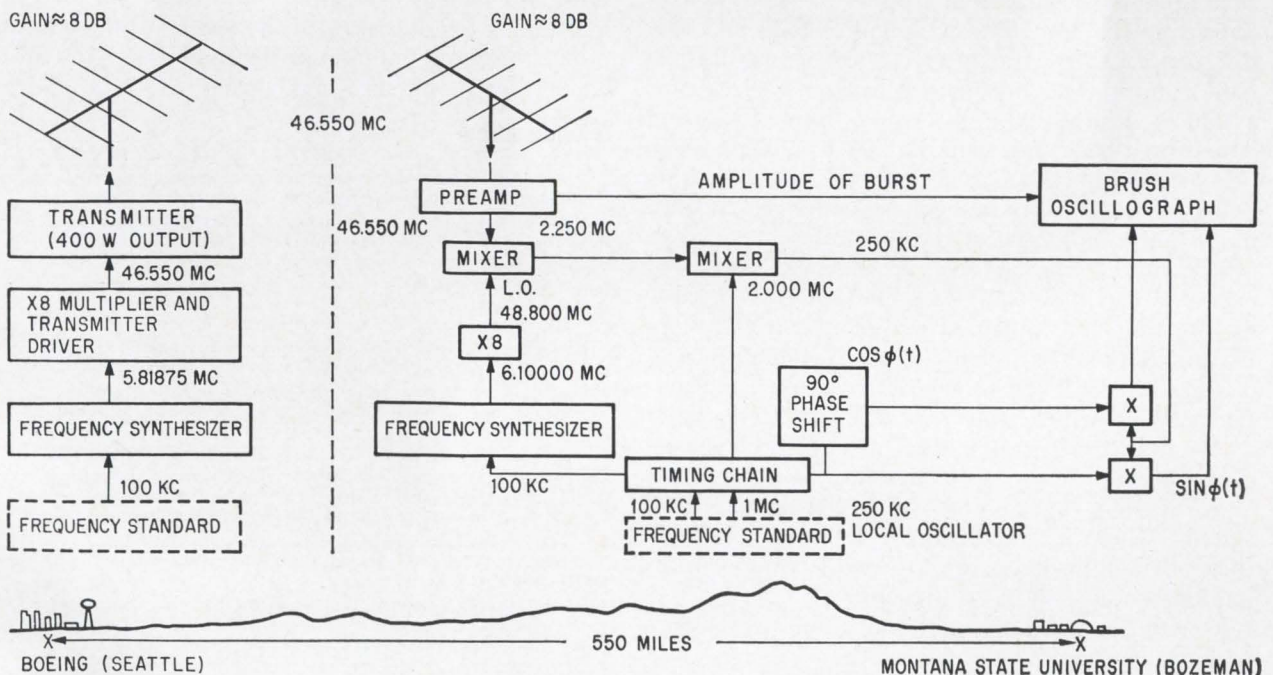 GAIN≈8 DB
GAIN≈8DB
46.550 MC
TRANSMITTER
(400 W OUTPUT)
46.550 MC
X8 MULTIPLIER AND
TRANSMITTER
DRIVER
5.81875 MC
FREQUENCY SYNTHESIZER
100 KC
FREQUENCY STANDARD
PREAMP
AMPLITUDE OF BURST
BRUSH
OSCILLOGRAPH
46.550 MC
2.250 MC
MIXER
MIXER
250 KC
L.O.
48.800 MC
2.000 MC
X8
6.10000 MC
COS ϕ(t)
90°
PHASE
SHIFT
X
FREQUENCY SYNTHESIZER
TIMING CHAIN
X
SIN ϕ(t)
100 KC
100 KC
1 MC
250 KC
LOCAL OSCILLATOR
FREQUENCY STANDARD
X
550 MILES
X
BOEING (SEATTLE)
MONTANA STATE UNIVERSITY (BOZEMAN)